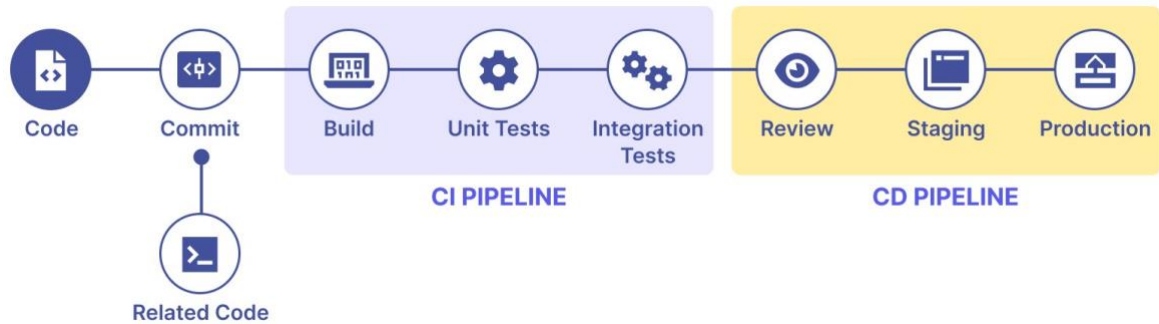 Code
Commit
Build
Unit Tests
Integration
Tests
Review
Staging
Production
CI PIPELINE
CD PIPELINE
Related Code